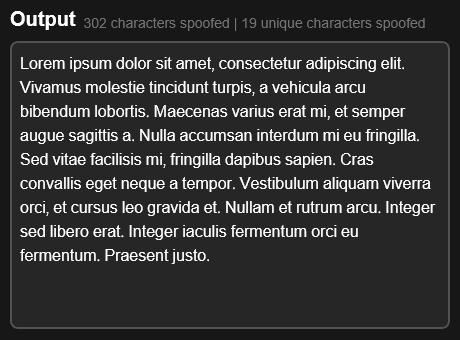 Output 302 characters spoofed | 19 unique characters spoofed
Lorem ipsum dolor sit amet, consectetur adipiscing elit.
Vivamus molestie tincidunt turpis, a vehicula arcu
bibendum lobortis. Maecenas varius erat mi, et semper
augue sagittis a. Nulla accumsan interdum mi eu fringilla.
Sed vitae facilisis mi, fringilla dapibus sapien. Cras
convallis eget neque a tempor. Vestibulum aliquam viverra
orci, et cursus leo gravida et. Nullam et rutrum arcu. Integer
sed libero erat. Integer iaculis fermentum orci eu
fermentum. Praesent justo.